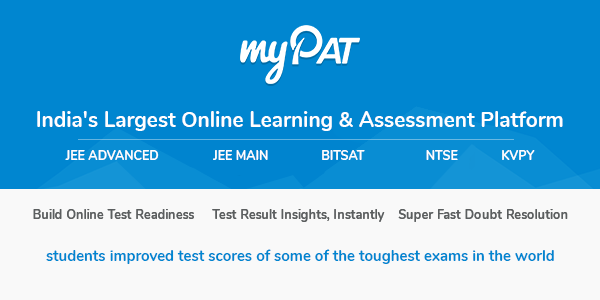 myPAT
India's Largest Online Learning & Assessment Platform
JEE ADVANCED JEE MAIN BITSAT NTSE KVPY
Build Online Test Readiness Test Result Insights, Instantly Super Fast Doubt Resolution
students improved test scores of some of the toughest exams in the world